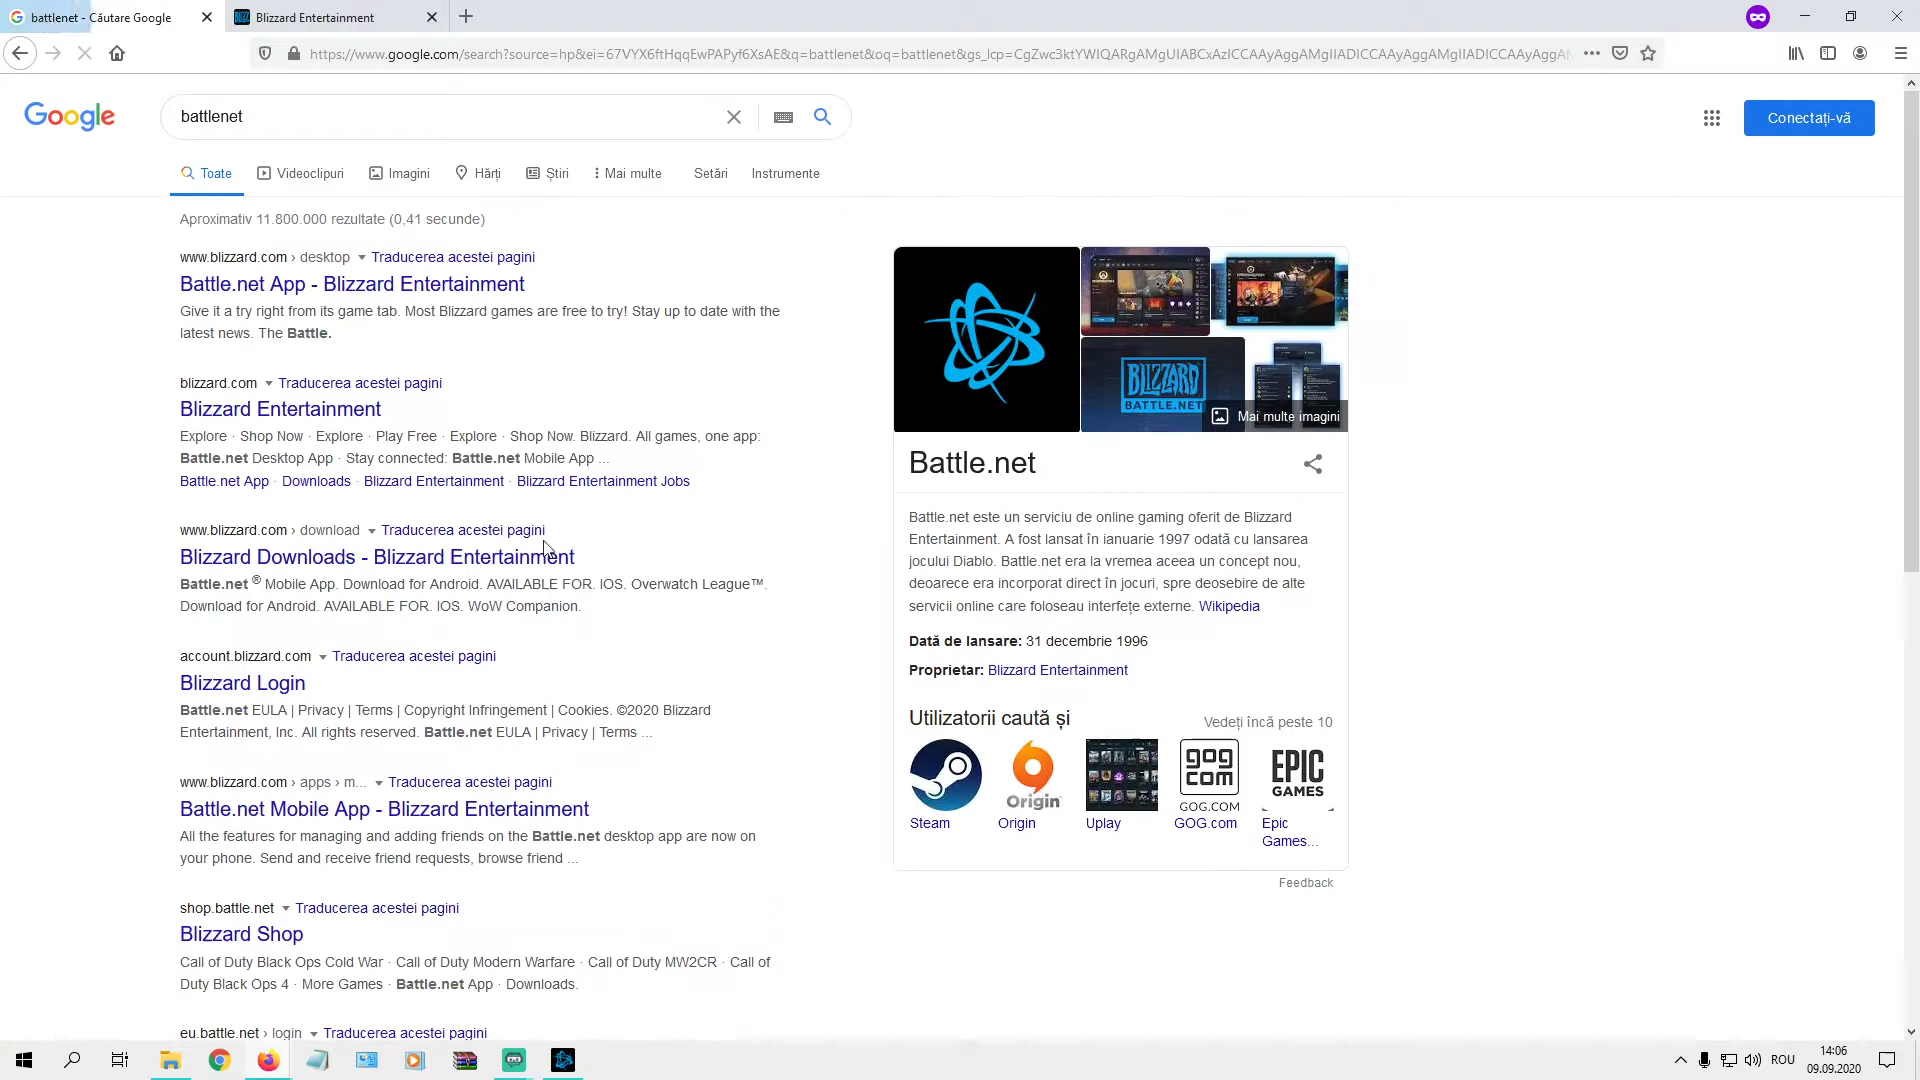 battlenet - Căutare Google
Blizzard Entertainment
https://www.google.com/search?source=hp&ei=67VYX6ftHqqEwPAPyf6XsAE&q=battlenet&oq=battlenet&gs_lcp=CgZwc3ktYWIQARgAMgUIABCxAzICCAAyAggAMgIIADICCAAyAggAMgIIADICCAAyAggA
Google
battlenet
Conectați-vă
Toate
Videoclipuri
Imagini
Hărți
Știri
Mai multe
Setări
Instrumente
Aproximativ 11.800.000 rezultate (0,41 secunde)
www.blizzard.com › desktop Traducerea acestei pagini
Battle.net App - Blizzard Entertainment
Give it a try right from its game tab. Most Blizzard games are free to try! Stay up to date with the
latest news. The Battle.
blizzard.com Traducerea acestei pagini
Blizzard Entertainment
Explore · Shop Now · Explore · Play Free · Explore · Shop Now. Blizzard. All games, one app:
Battle.net Desktop App · Stay connected: Battle.net Mobile App ...
Battle.net App · Downloads · Blizzard Entertainment · Blizzard Entertainment Jobs
www.blizzard.com › download Traducerea acestei pagini
Blizzard Downloads - Blizzard Entertainment
Battle.net ® Mobile App. Download for Android. AVAILABLE FOR. IOS. Overwatch League™.
Download for Android. AVAILABLE FOR. IOS. WoW Companion.
account.blizzard.com Traducerea acestei pagini
Blizzard Login
Battle.net EULA | Privacy | Terms | Copyright Infringement | Cookies. ©2020 Blizzard
Entertainment, Inc. All rights reserved. Battle.net EULA | Privacy | Terms ...
www.blizzard.com › apps › m... Traducerea acestei pagini
Battle.net Mobile App - Blizzard Entertainment
All the features for managing and adding friends on the Battle.net desktop app are now on
your phone. Send and receive friend requests, browse friend ...
shop.battle.net Traducerea acestei pagini
Blizzard Shop
Call of Duty Black Ops Cold War · Call of Duty Modern Warfare · Call of Duty MW2CR · Call of
Duty Black Ops 4 · More Games · Battle.net App · Downloads.
eu.battle.net › login Traducerea acestei pagini
BLIZZARD
BATTLE.NET
Mai multe imagini
Battle.net
Battle.net este un serviciu de online gaming oferit de Blizzard
Entertainment. A fost lansat în ianuarie 1997 odată cu lansarea
jocului Diablo. Battle.net era la vremea aceea un concept nou,
deoarece era incorporat direct în jocuri, spre deosebire de alte
servicii online care foloseau interfețe externe. Wikipedia
Dată de lansare: 31 decembrie 1996
Proprietar: Blizzard Entertainment
Utilizatorii caută și
Vedeți încă peste 10
Origin
gog
com
GOG.COM
EPIC
GAMES
Steam
Origin
Uplay
GOG.com
Epic
Games...
Feedback
ROU
14:06
09.09.2020